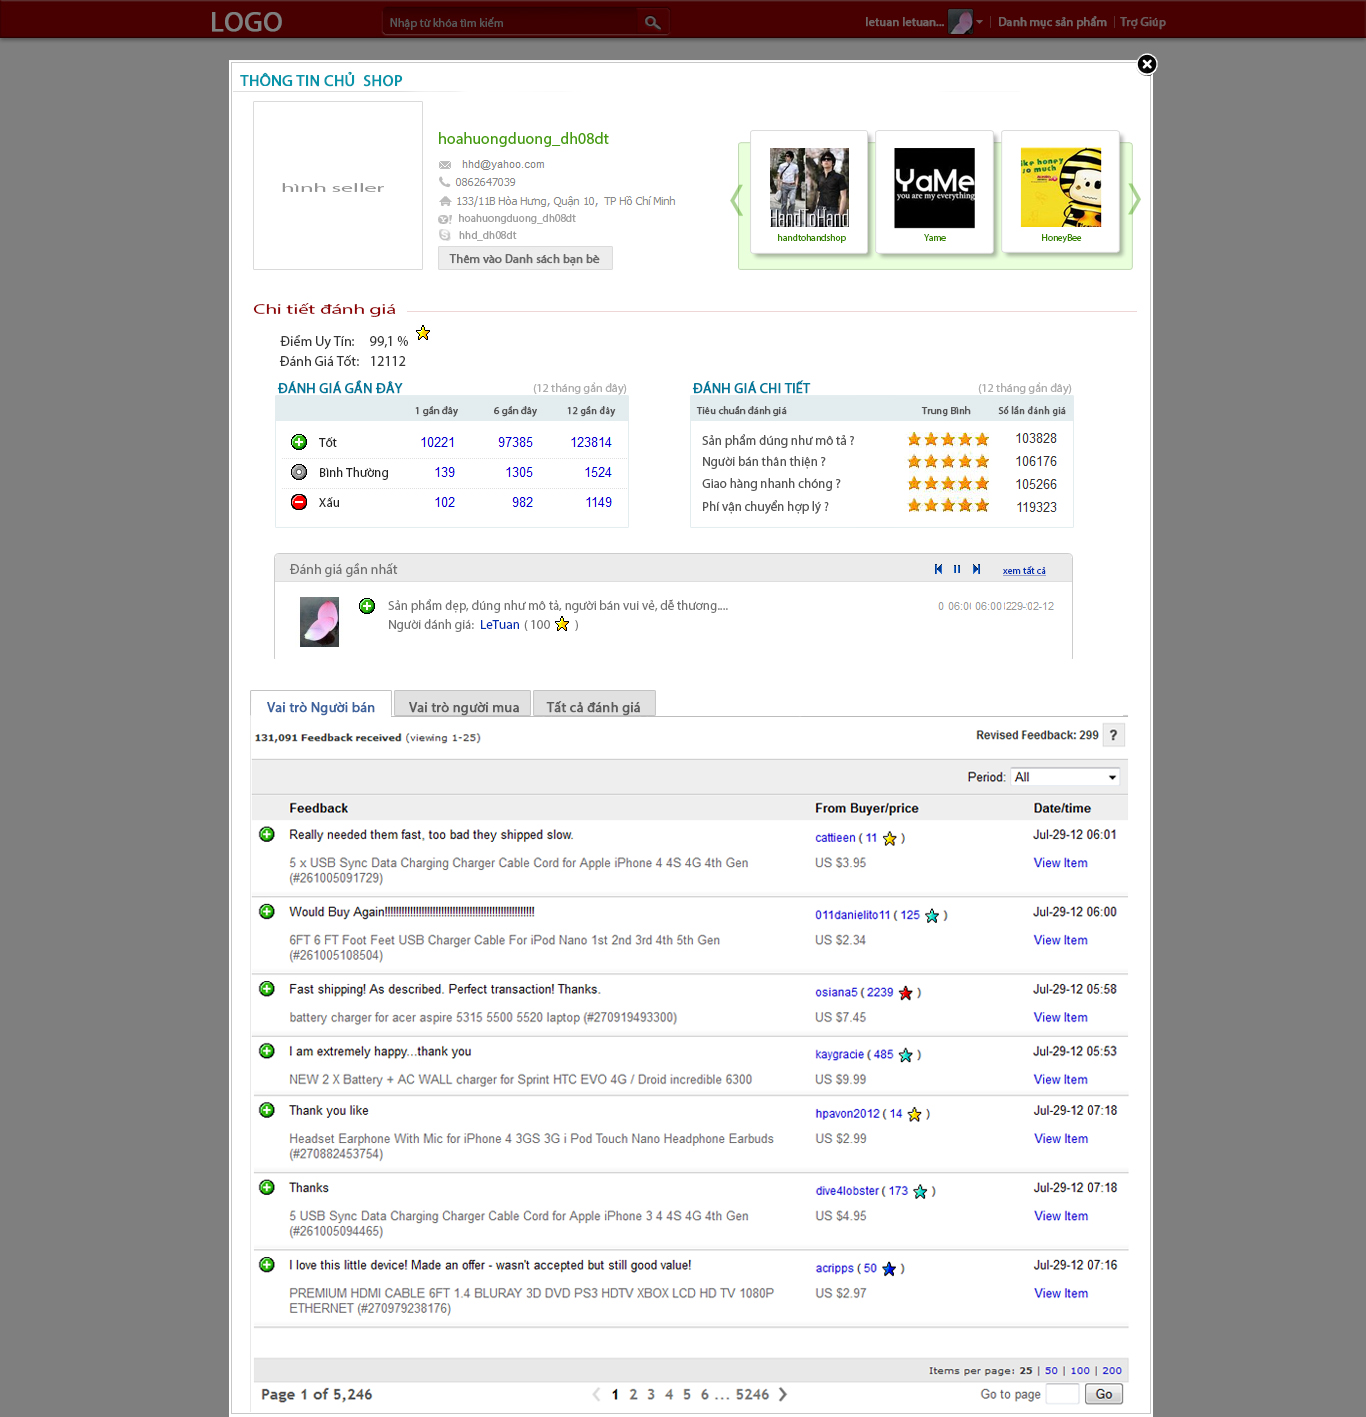 LOGO
Nhập từ khóa tìm kiếm
letuan letuan...
Danh mục sản phẩm
Trợ Giúp
THÔNG TIN CHỦ SHOP
hình seller
hoahuongduong_dh08dt
hhd@yahoo.com
0862647039
133/11B Hòa Hưng, Quận 10, TP Hồ Chí Minh
hoahuongduong_dh08dt
hhd_dh08dt
Thêm vào Danh sách bạn bè
HandToHand
handtohandshop
YaMe
you are my everything
Yame
ike honey
so much
HoneyBee
Chi tiết đánh giá
Điểm Uy Tín: 99,1 %
Đánh Giá Tốt: 12112
ĐÁNH GIÁ GẦN ĐÂY (12 tháng gần đây)
1 gần đây 6 gần đây 12 gần đây
Tốt 10221 97385 123814
Bình Thường 139 1305 1524
Xấu 102 982 1149
ĐÁNH GIÁ CHI TIẾT (12 tháng gần đây)
Tiêu chuẩn đánh giá Trung Bình Số lần đánh giá
Sản phẩm đúng như mô tả ? 103828
Người bán thân thiện ? 106176
Giao hàng nhanh chóng ? 105266
Phí vận chuyển hợp lý ? 119323
Đánh giá gần nhất xem tất cả
Sản phẩm đẹp, đúng như mô tả, người bán vui vẻ, dễ thương....
Người đánh giá: LeTuan ( 100 )
Vai trò Người bán
Vai trò người mua
Tất cả đánh giá
131,091 Feedback received (viewing 1-25)
Revised Feedback: 299 ?
Period: All
Feedback From Buyer/price Date/time
Really needed them fast, too bad they shipped slow. cattieen ( 11 ) Jul-29-12 06:01
5 x USB Sync Data Charging Charger Cable Cord for Apple iPhone 4 4S 4G 4th Gen US $3.95 View Item
(#261005091729)
Would Buy Again!!!!!!!!!!!!!!!!!!!!!!!!!!!!!!!!!!!!!!!!!!!!!!!!!!!!! 011danielito11 ( 125 ) Jul-29-12 06:00
6FT 6 FT Foot Feet USB Charger Cable For iPod Nano 1st 2nd 3rd 4th 5th Gen US $2.34 View Item
(#261005108504)
Fast shipping! As described. Perfect transaction! Thanks. osiana5 ( 2239 ) Jul-29-12 05:58
battery charger for acer aspire 5315 5500 5520 laptop (#270919493300) US $7.45 View Item
I am extremely happy...thank you kaygracie ( 485 ) Jul-29-12 05:53
NEW 2 X Battery + AC WALL charger for Sprint HTC EVO 4G / Droid incredible 6300 US $9.99 View Item
Thank you like hpavon2012 ( 14 ) Jul-29-12 07:18
Headset Earphone With Mic for iPhone 4 3GS 3G i Pod Touch Nano Headphone Earbuds US $2.99 View Item
(#270882453754)
Thanks dive4lobster ( 173 ) Jul-29-12 07:18
5 USB Sync Data Charging Charger Cable Cord for Apple iPhone 3 4 4S 4G 4th Gen US $4.95 View Item
(#261005094465)
I love this little device! Made an offer - wasn't accepted but still good value! acripps ( 50 ) Jul-29-12 07:16
PREMIUM HDMI CABLE 6FT 1.4 BLURAY 3D DVD PS3 HDTV XBOX LCD HD TV 1080P US $2.97 View Item
ETHERNET (#270979238176)
Items per page: 25 | 50 | 100 | 200
Page 1 of 5,246 1 2 3 4 5 6 ... 5246 Go to page Go